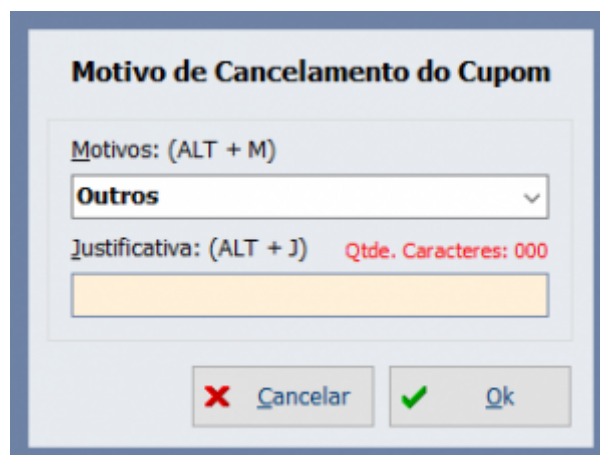 Motivo de Cancelamento do Cupom
Motivos: (ALT + M)
Outros
Justificativa: (ALT + J) Qtde. Caracteres: 000
Cancelar Ok